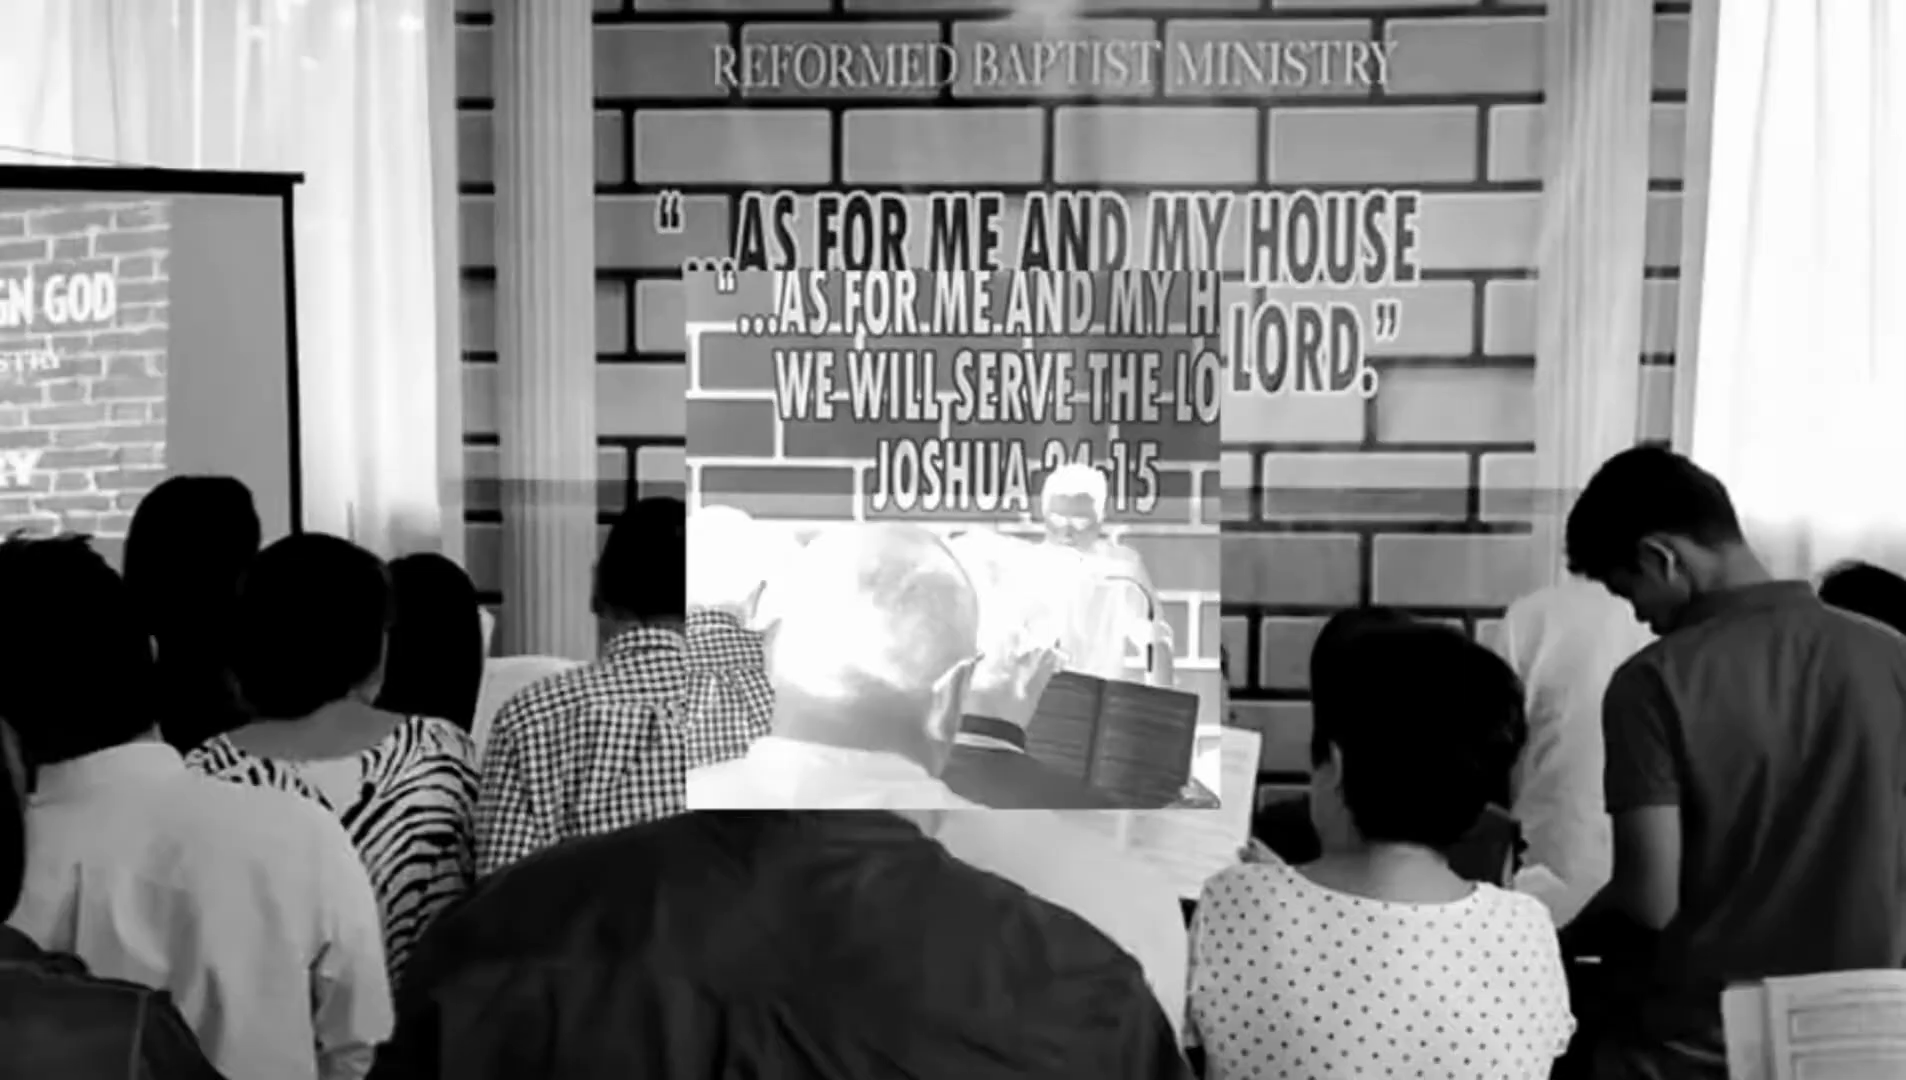 REFORMED BAPTIST MINISTRY
“ ...AS FOR ME AND MY HOUSE
LORD.”
“ ...AS FOR ME AND MY H
WE WILL SERVE THE LO
JOSHUA 24:15
GN GOD
RY